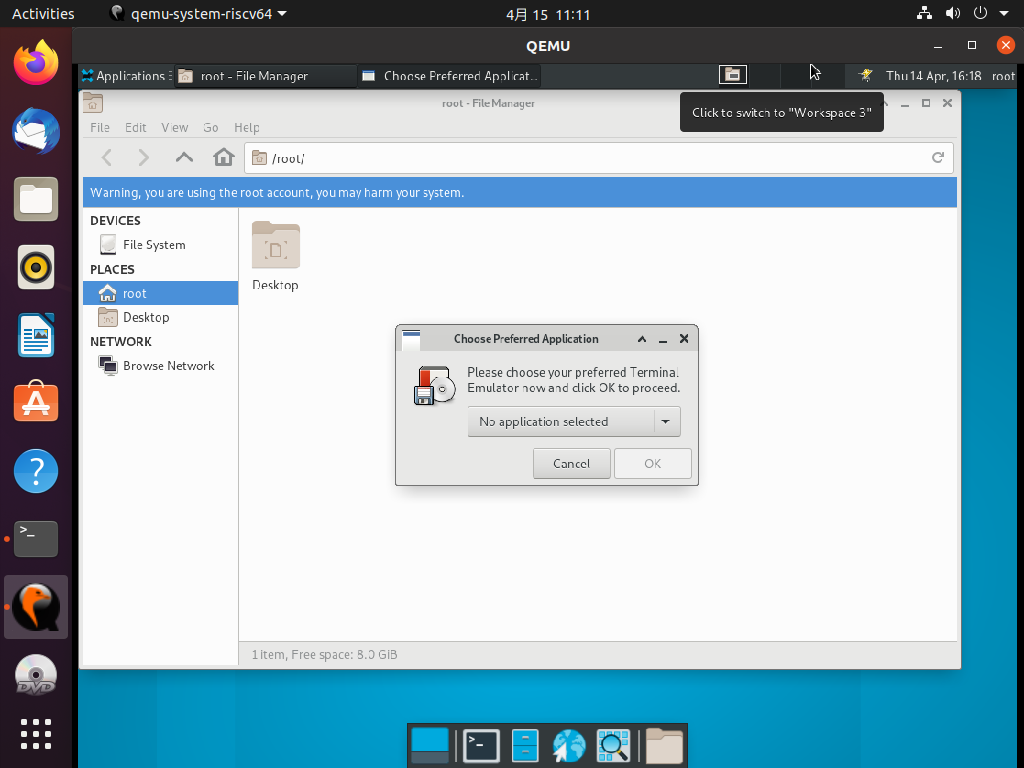 Activities
qemu-system-riscv64
4月 15 11:11
QEMU
Applications
root - File Manager
Choose Preferred Applicat...
Thu 14 Apr, 16:18
root
root - File Manager
Click to switch to "Workspace 3"
File Edit View Go Help
/root/
Warning, you are using the root account, you may harm your system.
DEVICES
File System
PLACES
root
Desktop
NETWORK
Browse Network
Desktop
Choose Preferred Application
Please choose your preferred Terminal
Emulator now and click OK to proceed.
No application selected
Cancel
OK
1 item, Free space: 8.0 GiB
>_
?
DVD
>_